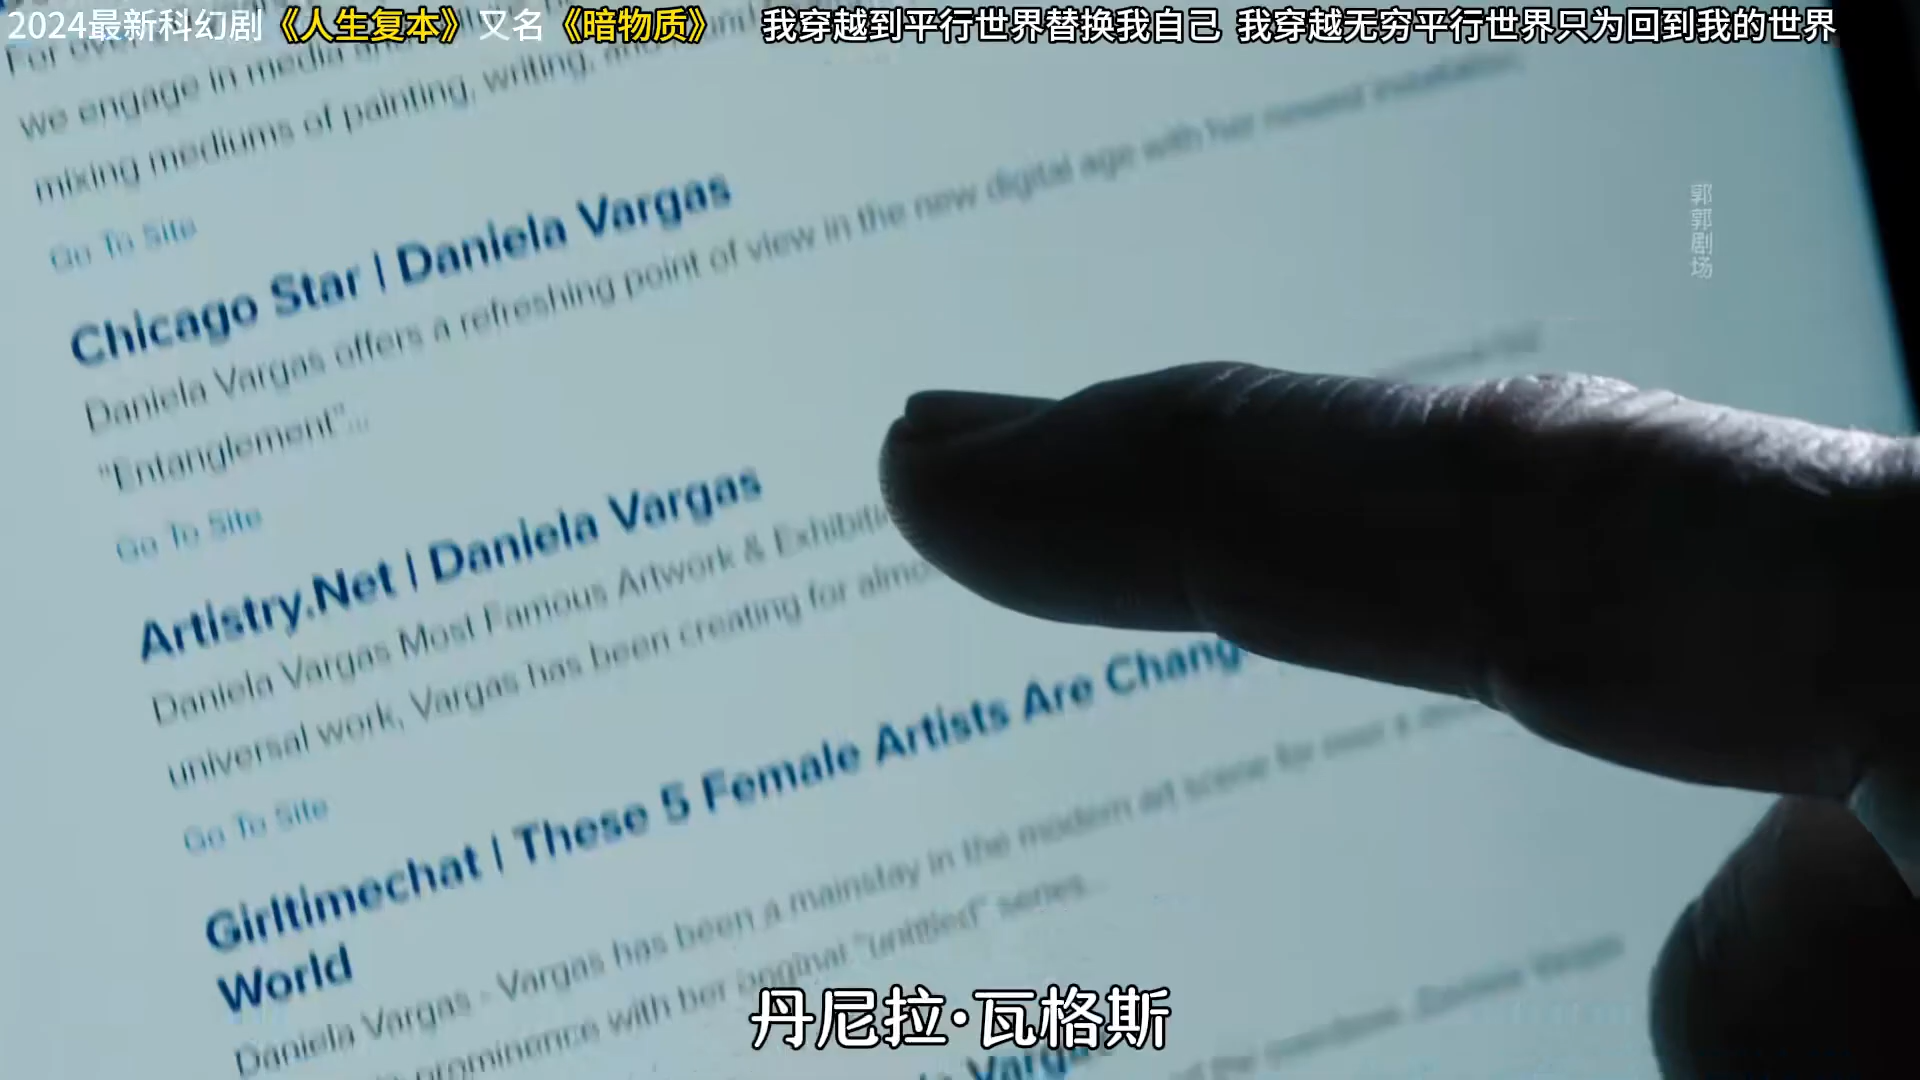 2024最新科幻剧《人生复本》又名《暗物质》 我穿越到平行世界替换我自己 我穿越无穷平行世界只为回到我的世界
we engage in media
mixing mediums of painting, writing,
Go To Site
郭郭剧场
Chicago Star | Daniela Vargas
Daniela Vargas offers a refreshing point of view in the new digital age with her newest installation,
"Entanglement"...
Go To Site
Artistry.Net | Daniela Vargas
Daniela Vargas Most Famous Artwork & Exhibiti
universal work, Vargas has been creating for almo
Go To Site
Girltimechat | These 5 Female Artists Are Chang
World
Daniela Vargas - Vargas has been a mainstay in the modern art scene for over a
prominence with her original "untitled" series...
丹尼拉·瓦格斯